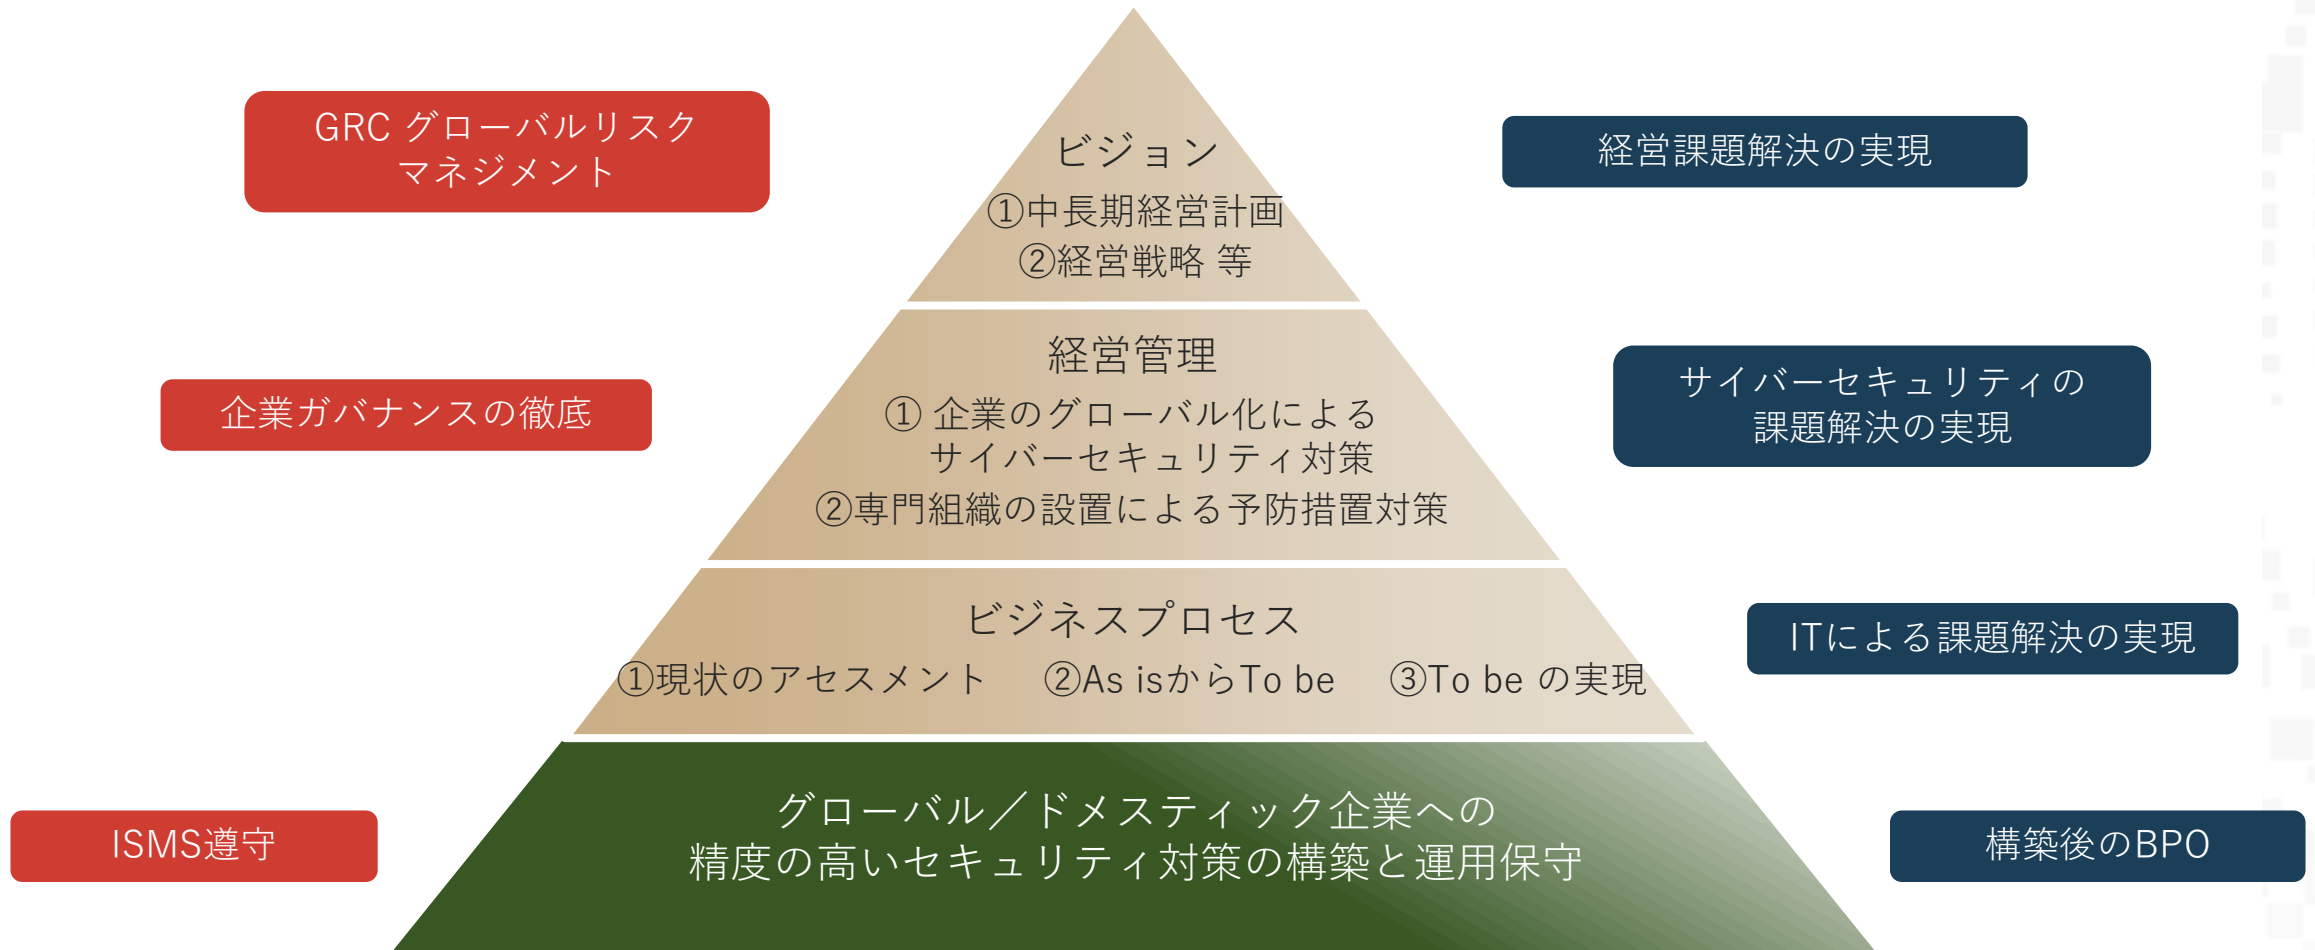 GRC グローバルリスク
マネジメント
ビジョン
①中長期経営計画
②経営戦略 等
経営課題解決の実現
企業ガバナンスの徹底
経営管理
① 企業のグローバル化による
サイバーセキュリティ対策
②専門組織の設置による予防措置対策
サイバーセキュリティの
課題解決の実現
ビジネスプロセス
①現状のアセスメント ②As isからTo be ③To be の実現
ITによる課題解決の実現
ISMS遵守
グローバル／ドメスティック企業への
精度の高いセキュリティ対策の構築と運用保守
構築後のBPO